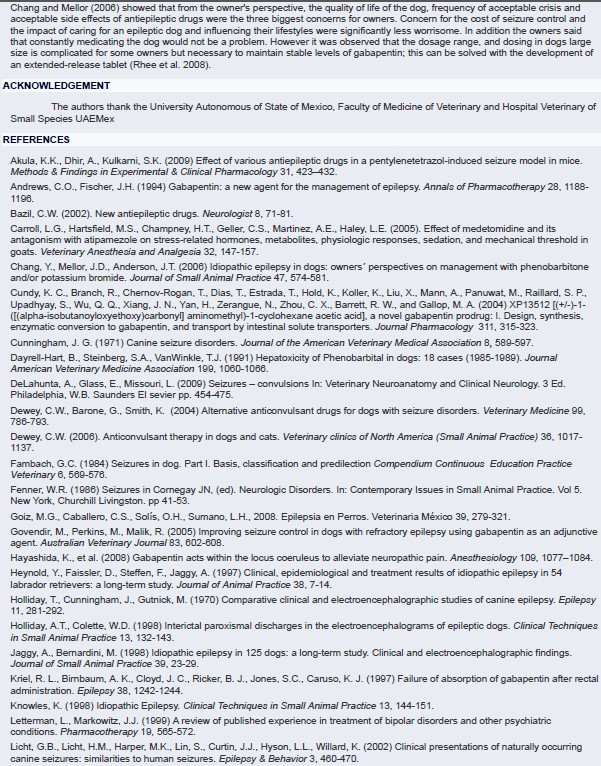 Chang and Mellor (2006) showed that from the owner's perspective, the quality of life of the dog, frequency of acceptable crisis and
acceptable side effects of antiepileptic drugs were the three biggest concerns for owners. Concern for the cost of seizure control and
the impact of caring for an epileptic dog and influencing their lifestyles were significantly less worrisome. In addition the owners said
that constantly medicating the dog would not be a problem. However it was observed that the dosage range, and dosing in dogs large
size is complicated for some owners but necessary to maintain stable levels of gabapentin; this can be solved with the development of
an extended-release tablet (Rhee et al. 2008).
ACKNOWLEDGEMENT
The authors thank the University Autonomous of State of Mexico, Faculty of Medicine of Veterinary and Hospital Veterinary of
Small Species UAEMex
REFERENCES
Akula, K.K., Dhir, A., Kulkarni, S.K. (2009) Effect of various antiepileptic drugs in a pentylenetetrazol-induced seizure model in mice.
Methods & Findings in Experimental & Clinical Pharmacology 31, 423–432.
Andrews, C.O., Fischer, J.H. (1994) Gabapentin: a new agent for the management of epilepsy. Annals of Pharmacotherapy 28, 1188-
1196.
Bazil, C.W. (2002). New antiepileptic drugs. Neurologist 8, 71-81.
Carroll, L.G., Hartsfield, M.S., Champney, H.T., Geller, C.S., Martinez, A.E., Haley, L.E. (2005). Effect of medetomidine and its
antagonism with atipamezole on stress-related hormones, metabolites, physiologic responses, sedation, and mechanical threshold in
goats. Veterinary Anesthesia and Analgesia 32, 147-157.
Chang, Y., Mellor, J.D., Anderson, J.T. (2006) Idiopathic epilepsy in dogs: owners´ perspectives on management with phenbarbitone
and/or potassium bromide. Journal of Small Animal Practice 47, 574-581.
Cundy, K. C., Branch, R., Chernov-Rogan, T., Dias, T., Estrada, T., Hold, K., Koller, K., Liu, X., Mann, A., Panuwat, M., Raillard, S. P.,
Upadhyay, S., Wu, Q. Q., Xiang, J. N., Yan, H., Zerangue, N., Zhou, C. X., Barrett, R. W., and Gallop, M. A. (2004) XP13512 [(+/-)-1-
([(alpha-isobutanoyloxyethoxy)carbonyl] aminomethyl)-1-cyclohexane acetic acid], a novel gabapentin prodrug: I. Design, synthesis,
enzymatic conversion to gabapentin, and transport by intestinal solute transporters. Journal Pharmacology 311, 315-323.
Cunningham, J. G. (1971) Canine seizure disorders. Journal of the American Veterinary Medical Association 8, 589-597.
Dayrell-Hart, B., Steinberg, S.A., VanWinkle, T.J. (1991) Hepatoxicity of Phenobarbital in dogs: 18 cases (1985-1989). Journal
American Veterinary Medicine Association 199, 1060-1066.
DeLahunta, A., Glass, E., Missouri, L. (2009) Seizures – convulsions In: Veterinary Neuroanatomy and Clinical Neurology. 3 Ed.
Philadelphia, W.B. Saunders El sevier pp. 454-475.
Dewey, C.W., Barone, G., Smith, K. (2004) Alternative anticonvulsant drugs for dogs with seizure disorders. Veterinary Medicine 99,
786-793.
Dewey, C.W. (2006). Anticonvulsant therapy in dogs and cats. Veterinary clinics of North America (Small Animal Practice) 36, 1017-
1137.
Fambach, G.C. (1984) Seizures in dog. Part I. Basis, classification and predilection Compendium Continuous Education Practice
Veterinary 6, 569-576.
Fenner, W.R. (1986) Seizures in Cornegay JN, (ed). Neurologic Disorders. In: Contemporary Issues in Small Animal Practice. Vol 5.
New York, Churchill Livingston. pp 41-53.
Goiz, M.G., Caballero, C.S., Solís, O.H., Sumano, L.H., 2008. Epilepsia en Perros. Veterinaria México 39, 279-321.
Govendir, M., Perkins, M., Malik, R. (2005) Improving seizure control in dogs with refractory epilepsy using gabapentin as an adjunctive
agent. Australian Veterinary Journal 83, 602-608.
Hayashida, K., et al. (2008) Gabapentin acts within the locus coeruleus to alleviate neuropathic pain. Anesthesiology 109, 1077–1084.
Heynold, Y., Faissler, D., Steffen, F., Jaggy, A. (1997) Clinical, epidemiological and treatment results of idiopathic epilepsy in 54
labrador retrievers: a long-term study. Journal of Animal Practice 38, 7-14.
Holliday, T., Cunningham, J., Gutnick, M. (1970) Comparative clinical and electroencephalographic studies of canine epilepsy. Epilepsy
11, 281-292.
Holliday, A.T., Colette, W.D. (1998) Interictal paroxismal discharges in the electroencephalograms of epileptic dogs. Clinical Techniques
in Small Animal Practice 13, 132-143.
Jaggy, A., Bernardini, M. (1998) Idiopathic epilepsy in 125 dogs: a long-term study. Clinical and electroencephalographic findings.
Journal of Small Animal Practice 39, 23-29.
Kriel, R. L., Birnbaum, A. K., Cloyd, J. C., Ricker, B. J., Jones, S.C., Caruso, K. J. (1997) Failure of absorption of gabapentin after rectal
administration. Epilepsy 38, 1242-1244.
Knowles, K. (1998) Idiopathic Epilepsy. Clinical Techniques in Small Animal Practice 13, 144-151.
Letterman, L., Markowitz, J.J. (1999) A review of published experience in treatment of bipolar disorders and other psychiatric
conditions. Pharmacotherapy 19, 565-572.
Licht, G.B., Licht, H.M., Harper, M.K., Lin, S., Curtin, J.J., Hyson, L.L., Willard, K. (2002) Clinical presentations of naturally occurring
canine seizures: similarities to human seizures. Epilepsy & Behavior 3, 460-470.